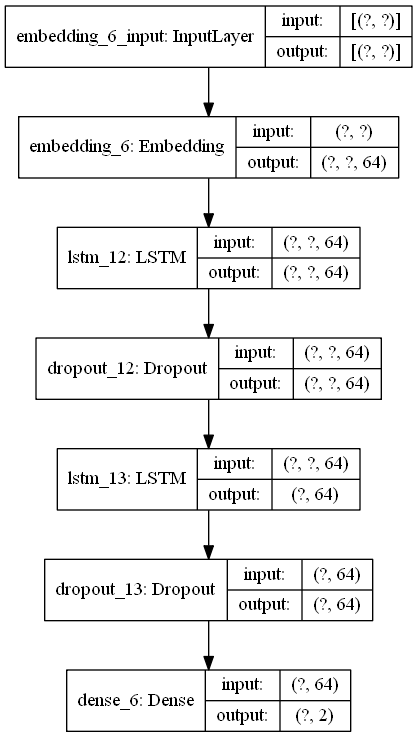 embedding_6_input: InputLayer
input: [(?, ?)]
output: [(?, ?)]
embedding_6: Embedding
input: (?, ?)
output: (?, ?, 64)
lstm_12: LSTM
input: (?, ?, 64)
output: (?, ?, 64)
dropout_12: Dropout
input: (?, ?, 64)
output: (?, ?, 64)
lstm_13: LSTM
input: (?, ?, 64)
output: (?, 64)
dropout_13: Dropout
input: (?, 64)
output: (?, 64)
dense_6: Dense
input: (?, 64)
output: (?, 2)